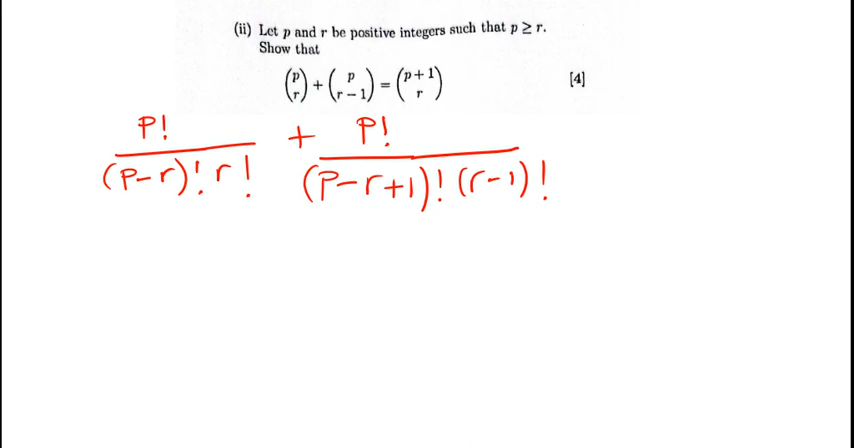 (ii) Let p and r be positive integers such that p ≥ r.
Show that
(p r) + (p r − 1) = (p + 1 r) [4]
P! / (P-r)! r! + P! / (P-r+1)! (r-1)!